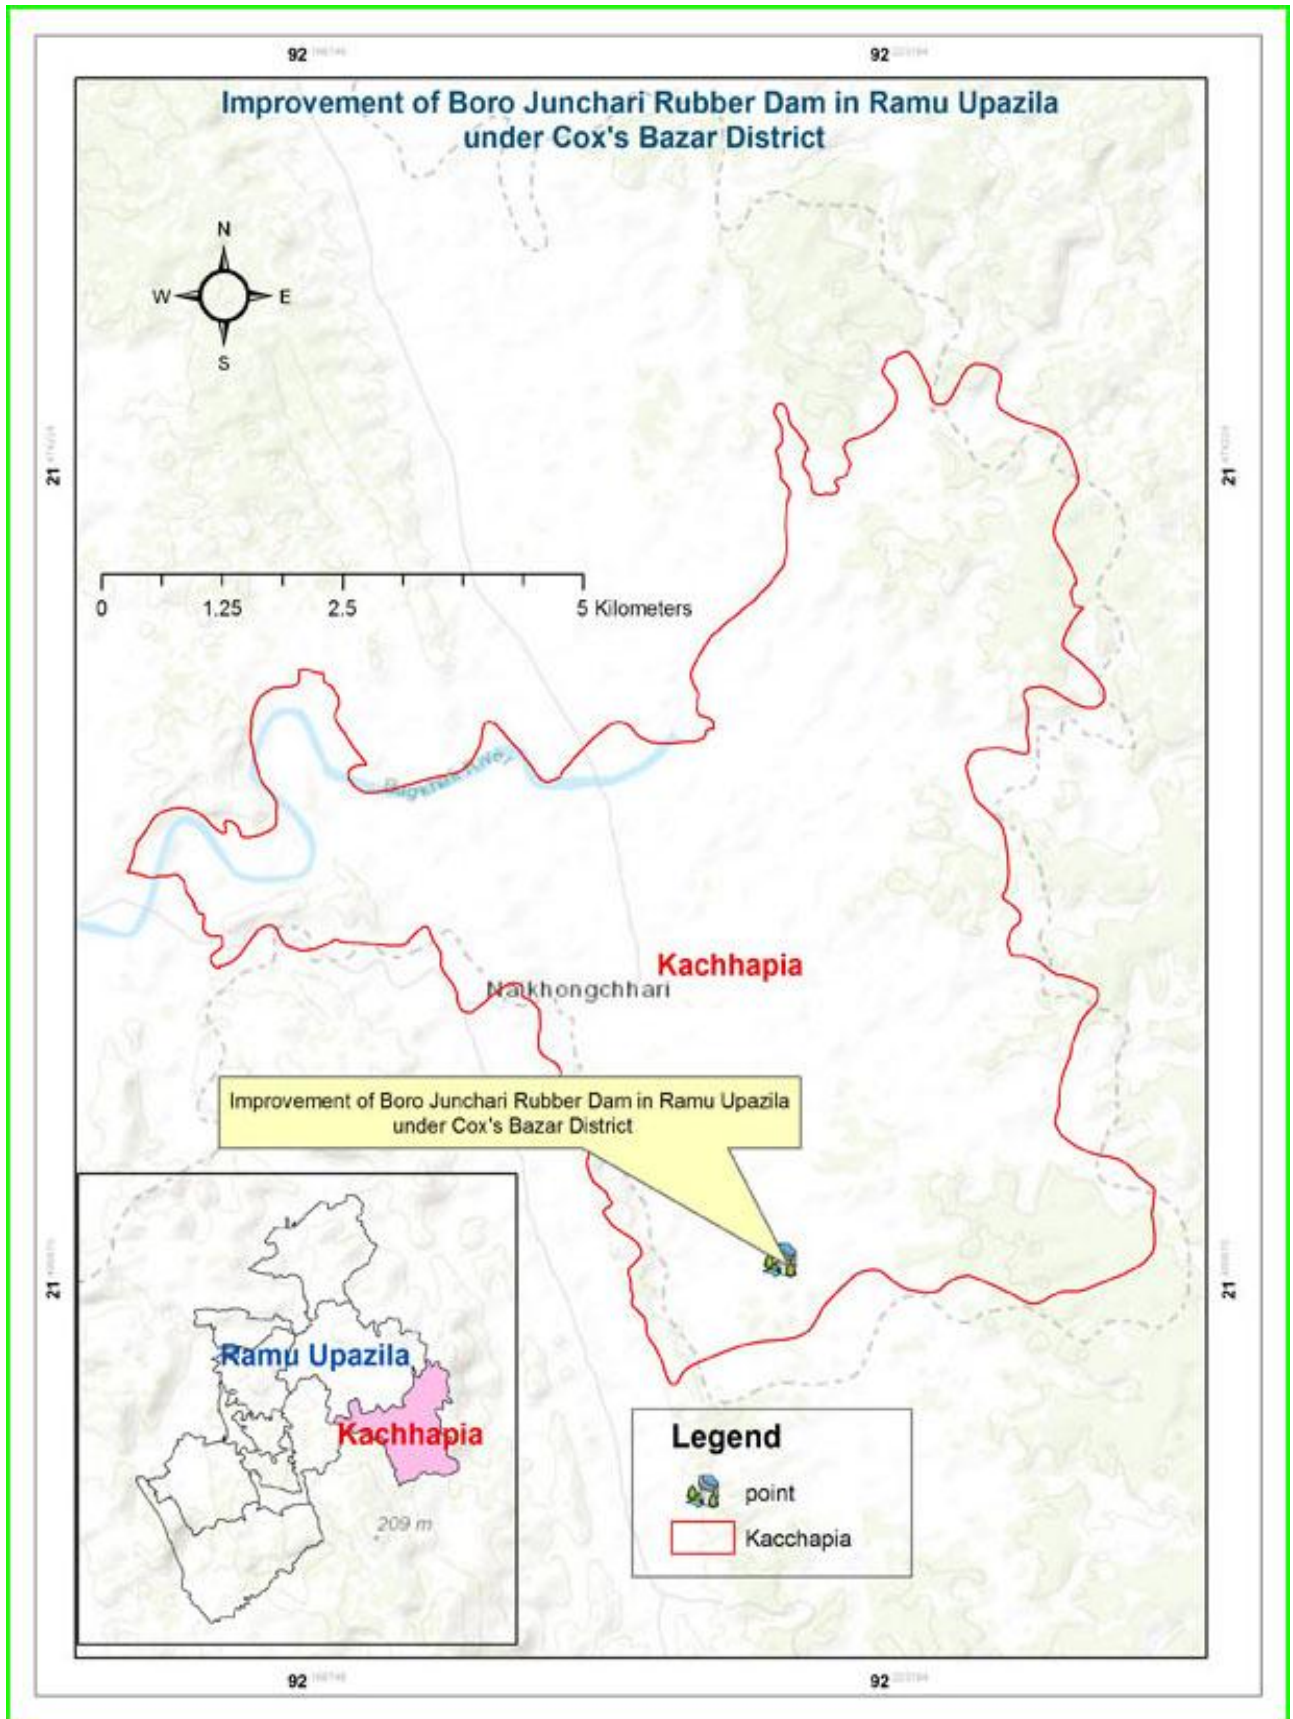 92
92
Improvement of Boro Junchari Rubber Dam in Ramu Upazila
under Cox's Bazar District
N
W
E
S
21
21
0
1.25
2.5
5 Kilometers
Kachhapia
Naikhongchhari
Improvement of Boro Junchari Rubber Dam in Ramu Upazila
under Cox's Bazar District
21
21
Ramu Upazila
Kachhapia
209 m
Legend
point
Kacchapia
92
92